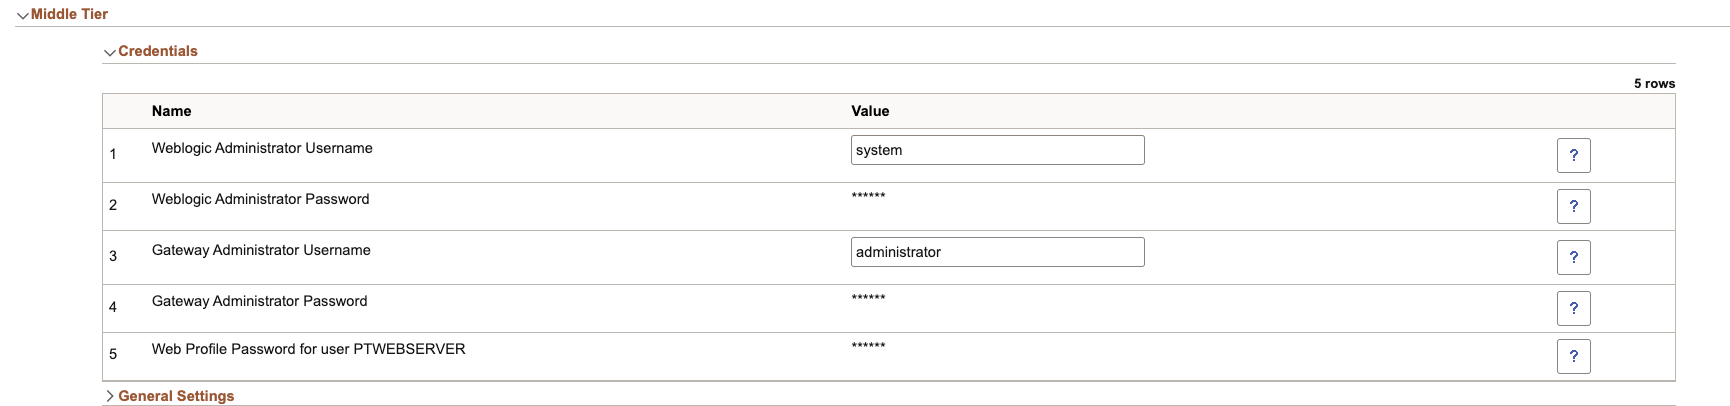 Middle Tier
Credentials
5 rows
Name Value
1 Weblogic Administrator Username system ?
2 Weblogic Administrator Password ****** ?
3 Gateway Administrator Username administrator ?
4 Gateway Administrator Password ****** ?
5 Web Profile Password for user PTWEBSERVER ****** ?
General Settings